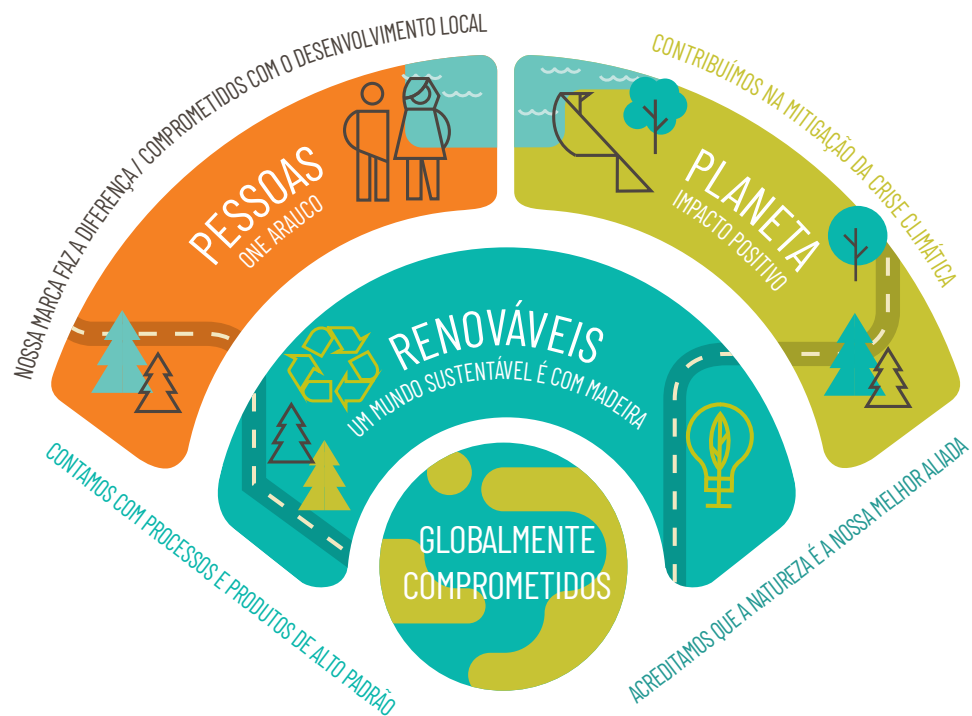 NOSSA MARCA FAZ A DIFERENÇA / COMPROMETIDOS COM O DESENVOLVIMENTO LOCAL
CONTRIBUÍMOS NA MITIGAÇÃO DA CRISE CLIMÁTICA
PESSOAS
ONE ARAUCO
PLANETA
IMPACTO POSITIVO
RENOVÁVEIS
UM MUNDO SUSTENTÁVEL É COM MADEIRA
GLOBALMENTE
COMPROMETIDOS
CONTAMOS COM PROCESSOS E PRODUTOS DE ALTO PADRÃO
ACREDITAMOS QUE A NATUREZA É A NOSSA MELHOR ALIADA